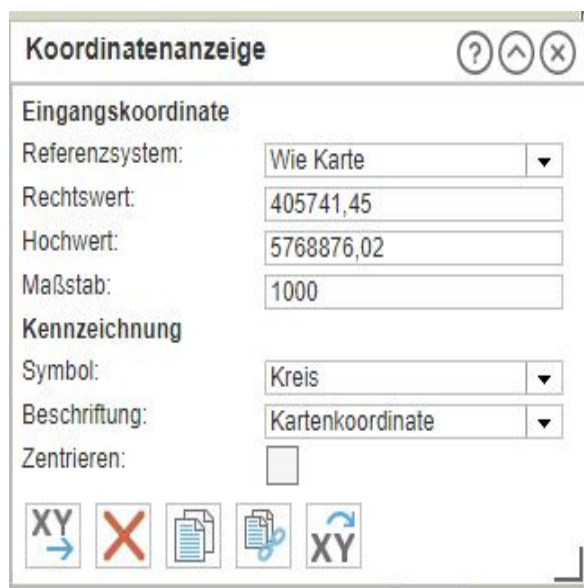 Koordinatenanzeige
Eingangskoordinate
Referenzsystem: Wie Karte
Rechtswert: 405741,45
Hochwert: 5768876,02
Maßstab: 1000
Kennzeichnung
Symbol: Kreis
Beschriftung: Kartenkoordinate
Zentrieren:
XY XY